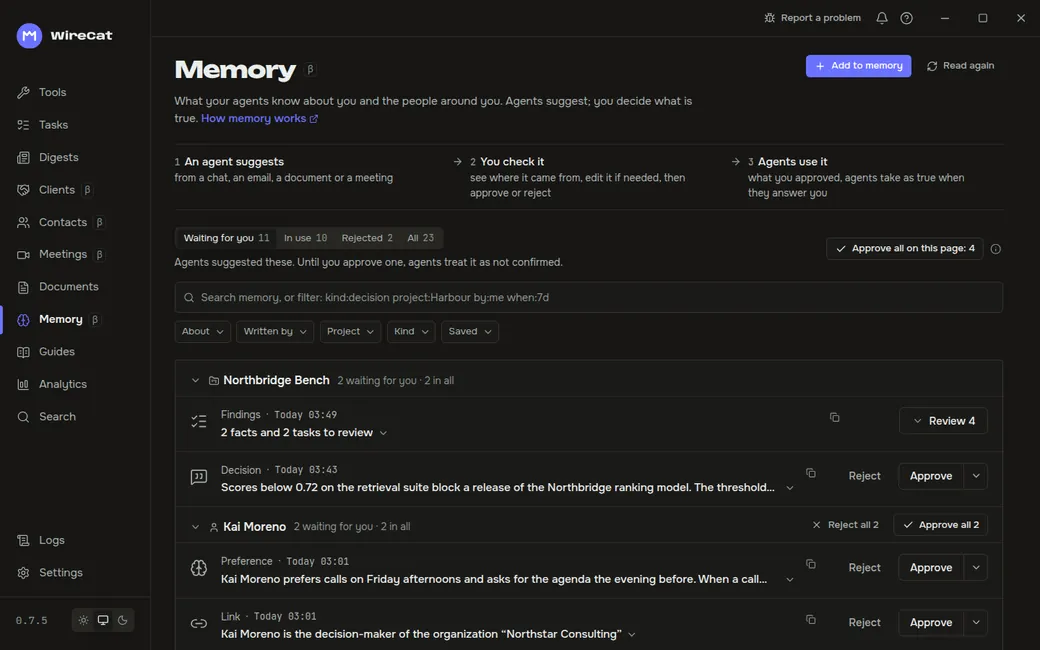 WireCat
Report a problem
Tools
Tasks
Digests
Clients β
Contacts β
Meetings β
Documents
Memory β
Guides
Analytics
Search
Logs
Settings
0.7.5
Memory β
Add to memory
Read again
What your agents know about you and the people around you. Agents suggest; you decide what is
true. How memory works
1 An agent suggests
from a chat, an email, a document or a meeting
2 You check it
see where it came from, edit it if needed, then
approve or reject
3 Agents use it
what you approved, agents take as true when
they answer you
Waiting for you 11 In use 10 Rejected 2 All 23
Approve all on this page: 4
Agents suggested these. Until you approve one, agents treat it as not confirmed.
Search memory, or filter: kind:decision project:Harbour by:me when:7d
About Written by Project Kind Saved
Northbridge Bench 2 waiting for you · 2 in all
Findings · Today 03:49
2 facts and 2 tasks to review
Review 4
Decision · Today 03:43
Scores below 0.72 on the retrieval suite block a release of the Northbridge ranking model. The threshold...
Reject Approve
Kai Moreno 2 waiting for you · 2 in all
Reject all 2 Approve all 2
Preference · Today 03:01
Kai Moreno prefers calls on Friday afternoons and asks for the agenda the evening before. When a call...
Reject Approve
Link · Today 03:01
Kai Moreno is the decision-maker of the organization “Northstar Consulting”
Reject Approve